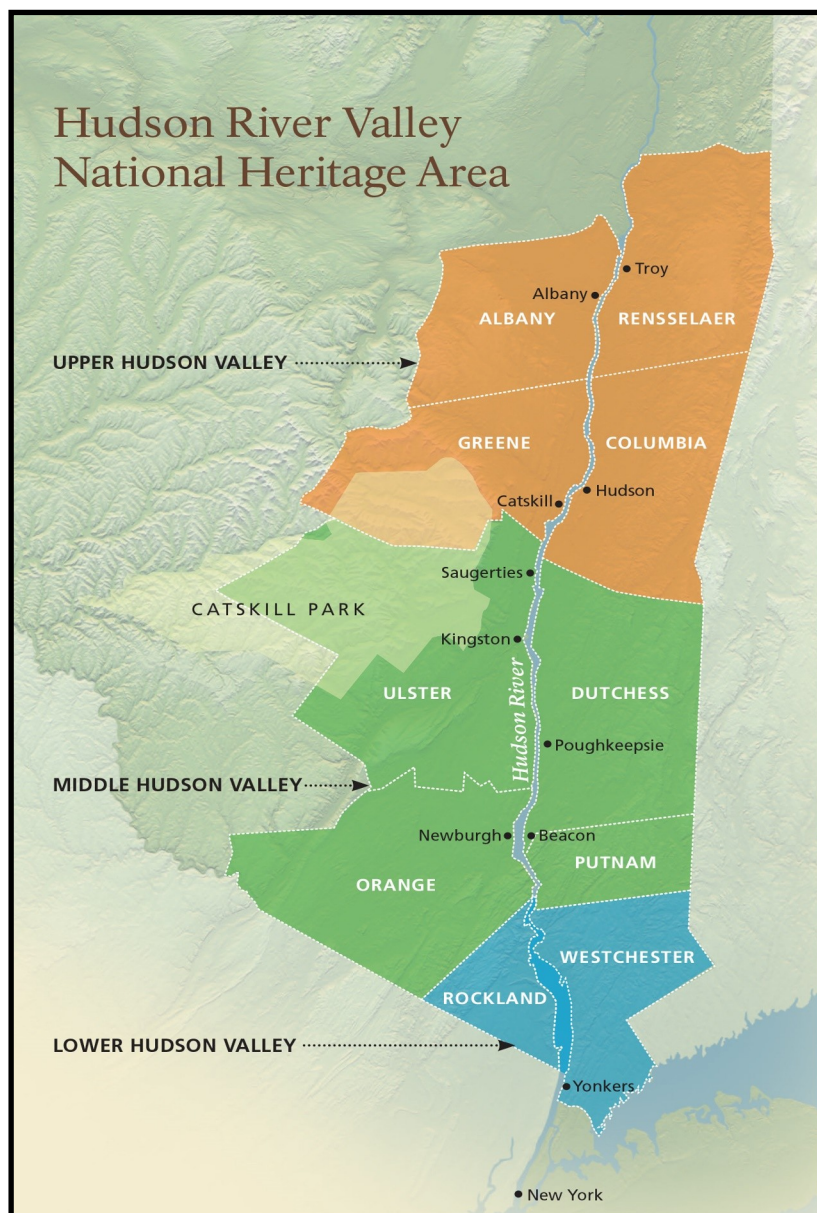 Hudson River Valley
National Heritage Area
Troy
Albany
ALBANY
RENSSELAER
UPPER HUDSON VALLEY
GREENE
COLUMBIA
Hudson
Catskill
Saugerties
CATSKILL PARK
Kingston
Hudson River
ULSTER
DUTCHESS
Poughkeepsie
MIDDLE HUDSON VALLEY
Newburgh
Beacon
PUTNAM
ORANGE
WESTCHESTER
ROCKLAND
LOWER HUDSON VALLEY
Yonkers
New York